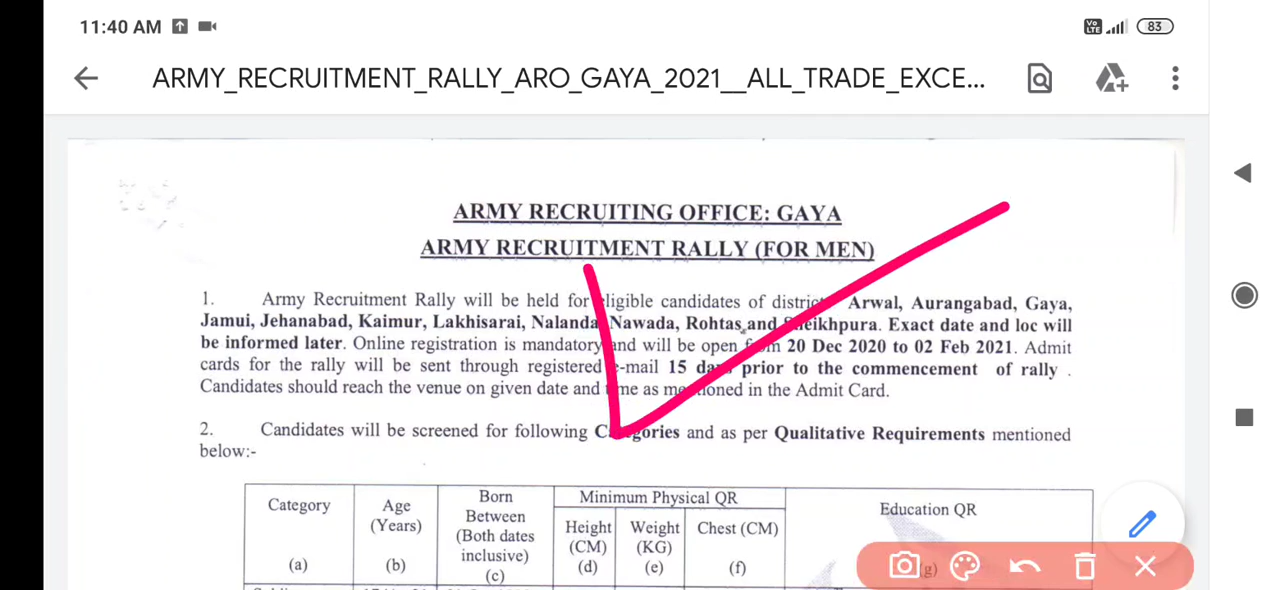 11:40 AM
Vo LTE 83
ARMY_RECRUITMENT_RALLY_ARO_GAYA_2021__ALL_TRADE_EXCE...
ARMY RECRUITING OFFICE: GAYA
ARMY RECRUITMENT RALLY (FOR MEN)
1. Army Recruitment Rally will be held for eligible candidates of districts Arwal, Aurangabad, Gaya,
Jamui, Jehanabad, Kaimur, Lakhisarai, Nalanda, Nawada, Rohtas and Sheikhpura. Exact date and loc will
be informed later. Online registration is mandatory and will be open from 20 Dec 2020 to 02 Feb 2021. Admit
cards for the rally will be sent through registered e-mail 15 days prior to the commencement of rally .
Candidates should reach the venue on given date and time as mentioned in the Admit Card.
2. Candidates will be screened for following Categories and as per Qualitative Requirements mentioned
below:-
Category Age Born Minimum Physical QR Education QR
(Years) Between Height Weight Chest (CM)
(Both dates (CM) (KG)
inclusive)
(a) (b) (c) (d) (e) (f) (g)